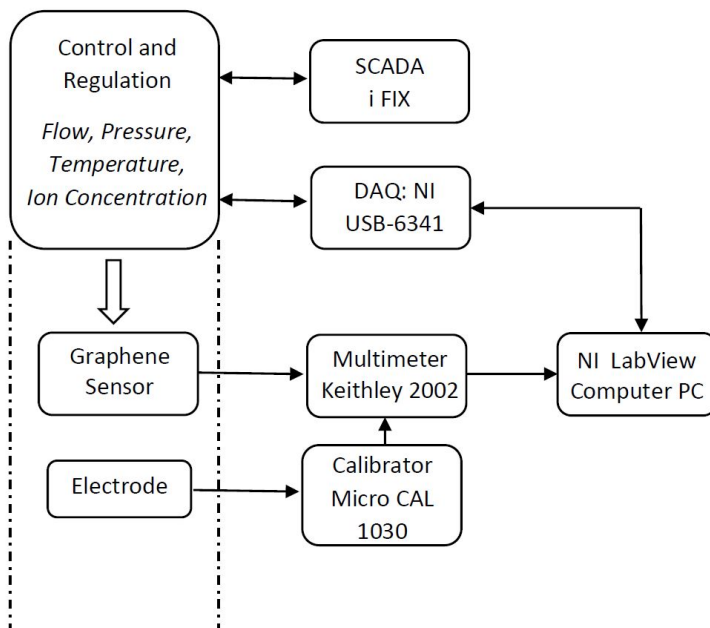 Control and
Regulation
Flow, Pressure,
Temperature,
Ion Concentration
SCADA
i FIX
DAQ: NI
USB-6341
Graphene
Sensor
Multimeter
Keithley 2002
NI LabView
Computer PC
Electrode
Calibrator
Micro CAL
1030